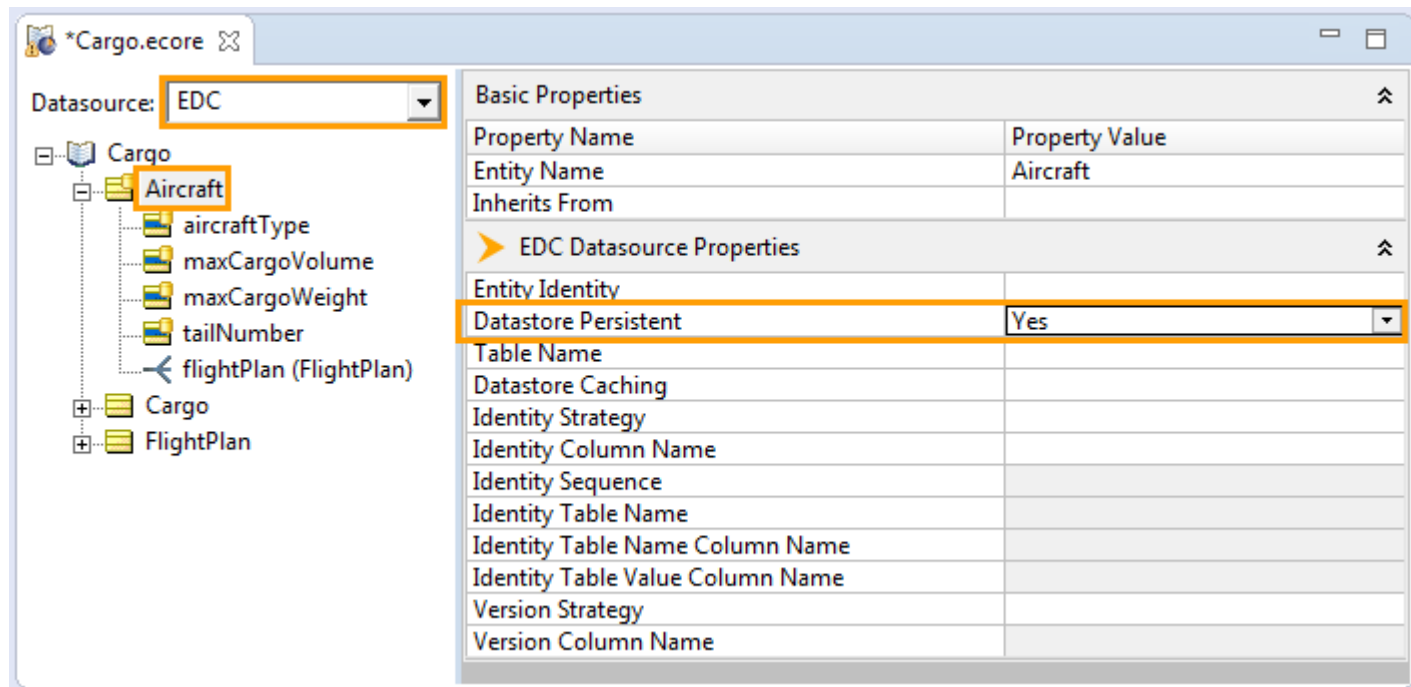 *Cargo.ecore
Datasource: EDC
Cargo
Aircraft
aircraftType
maxCargoVolume
maxCargoWeight
tailNumber
flightPlan (FlightPlan)
Cargo
FlightPlan
Basic Properties
Property Name Property Value
Entity Name Aircraft
Inherits From
EDC Datasource Properties
Entity Identity
Datastore Persistent Yes
Table Name
Datastore Caching
Identity Strategy
Identity Column Name
Identity Sequence
Identity Table Name
Identity Table Name Column Name
Identity Table Value Column Name
Version Strategy
Version Column Name